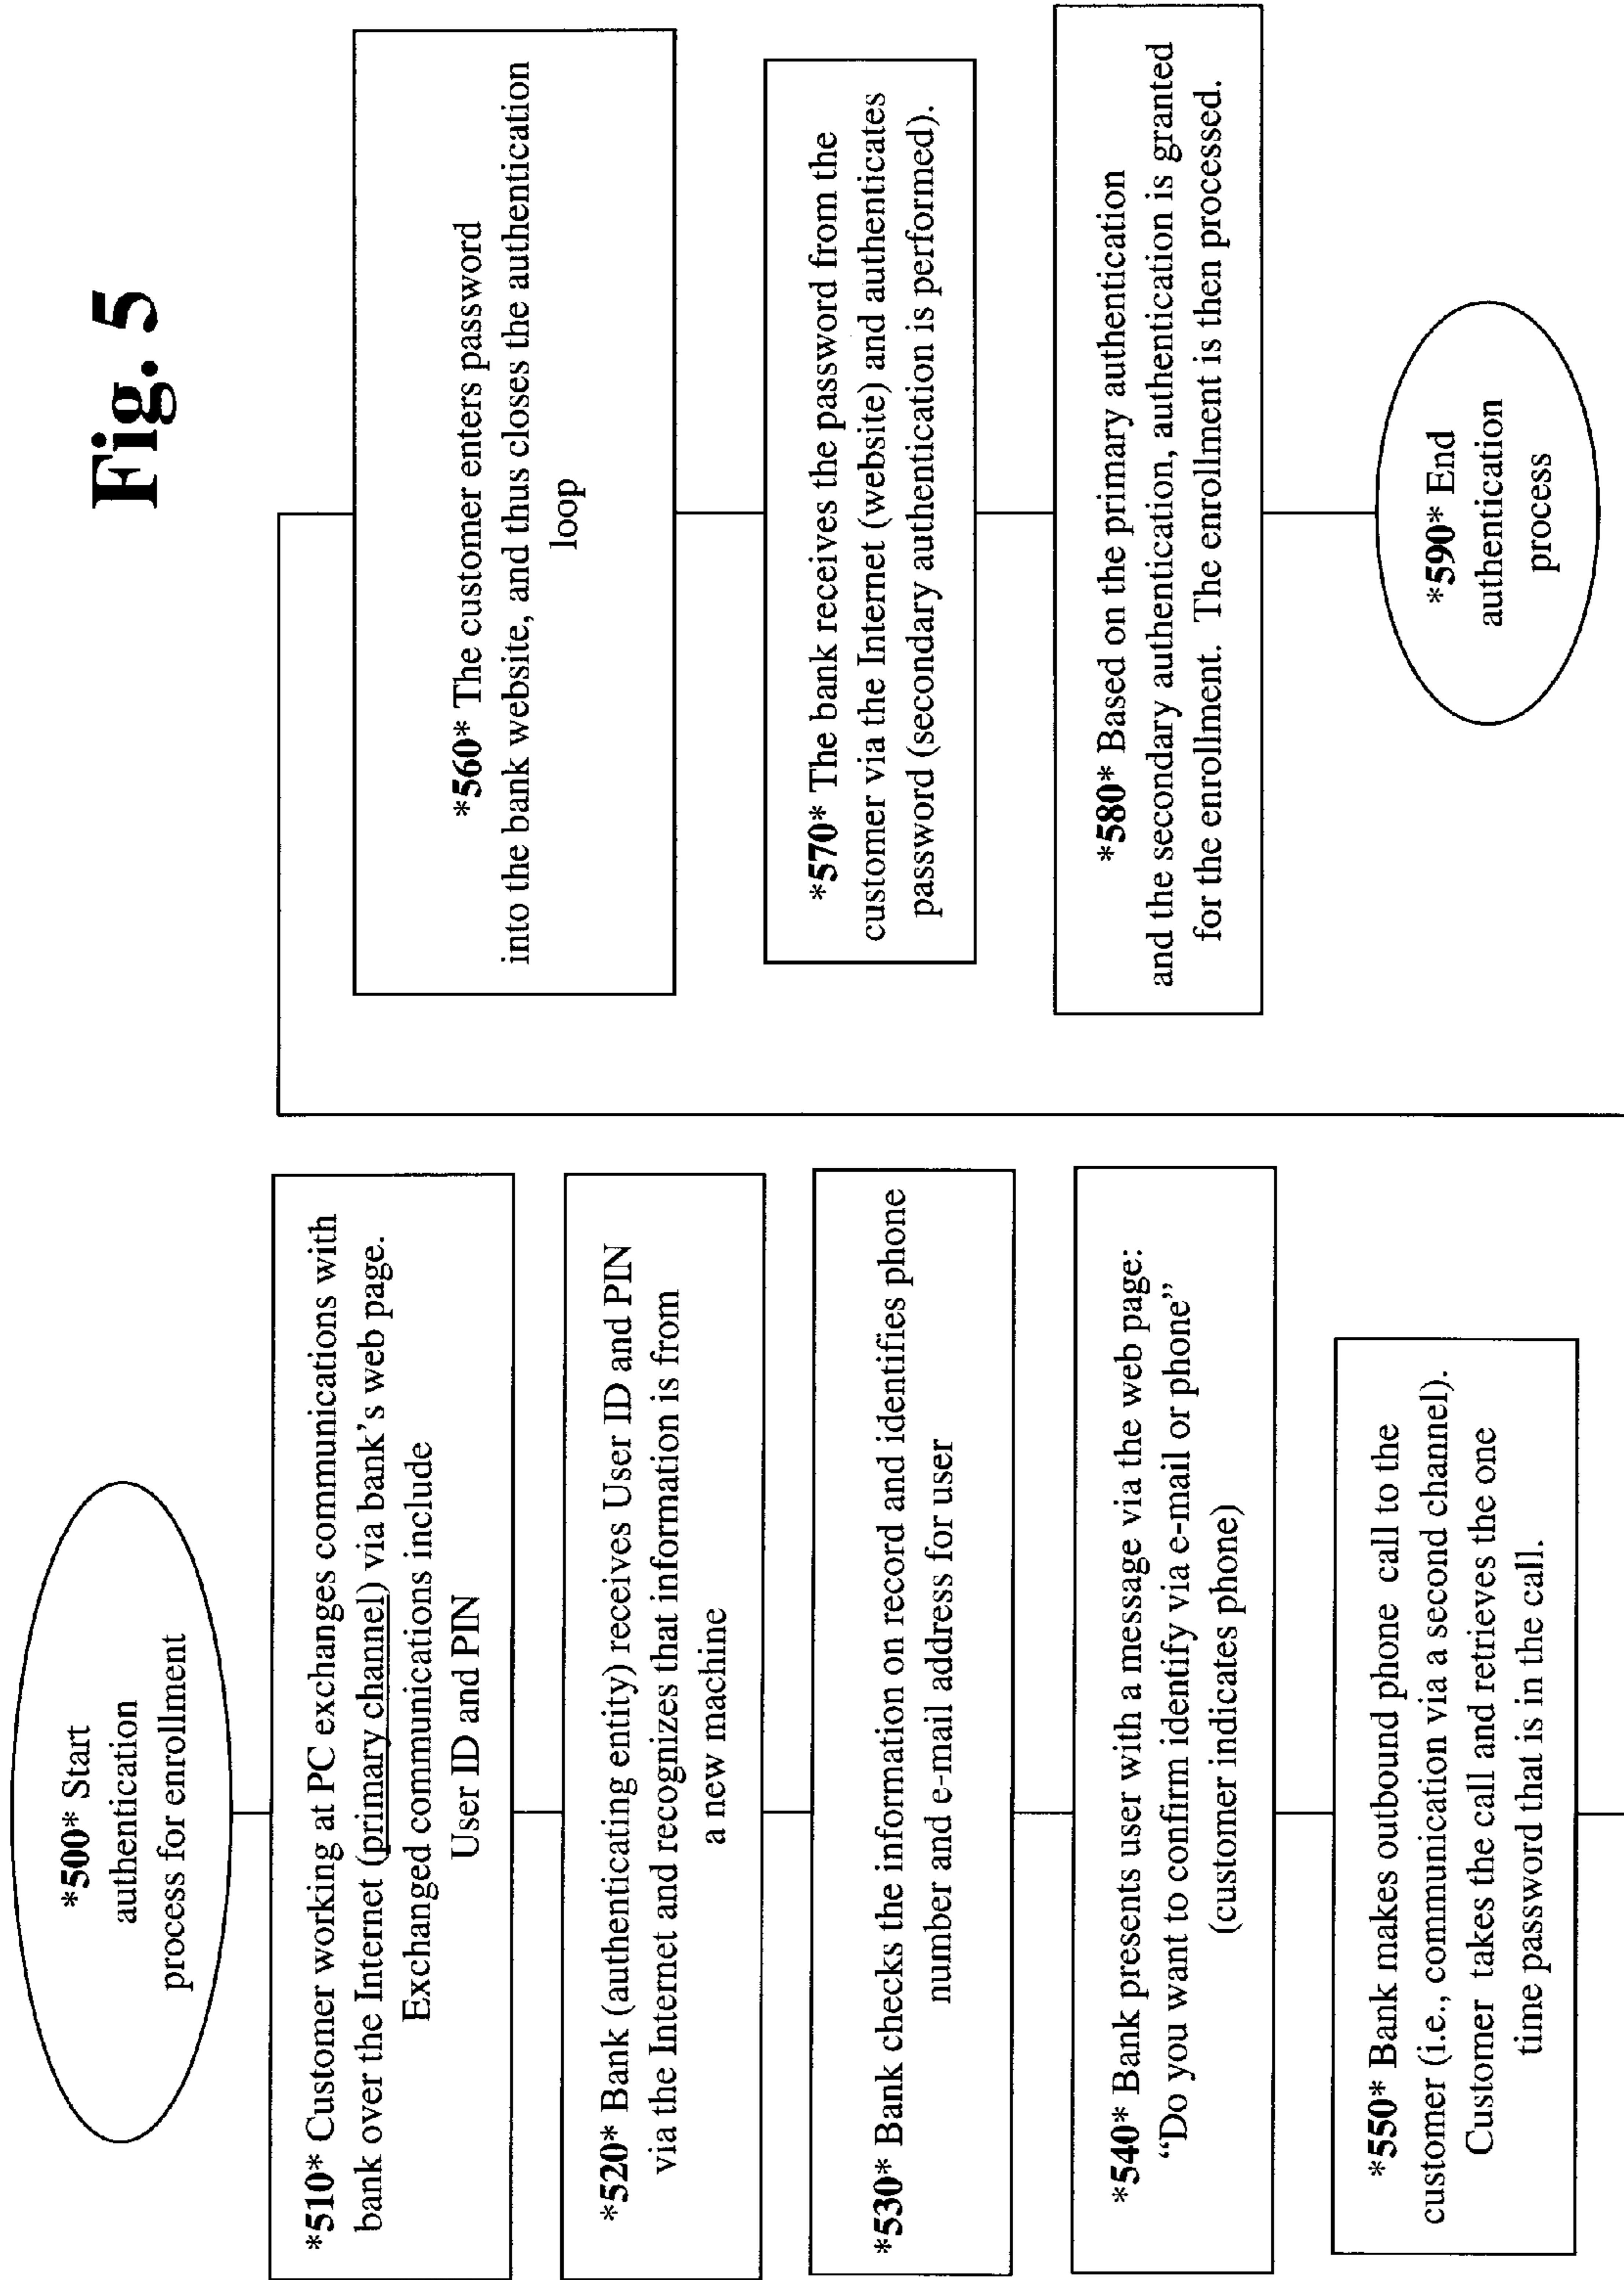 Fig. 5
*500* Start
authentication
process for enrollment
*510* Customer working at PC exchanges communications with
bank over the Internet (primary channel) via bank's web page.
Exchanged communications include
User ID and PIN
*520* Bank (authenticating entity) receives User ID and PIN
via the Internet and recognizes that information is from
a new machine
*530* Bank checks the information on record and identifies phone
number and e-mail address for user
*540* Bank presents user with a message via the web page:
“Do you want to confirm identify via e-mail or phone”
(customer indicates phone)
*550* Bank makes outbound phone call to the
customer (i.e., communication via a second channel).
Customer takes the call and retrieves the one
time password that is in the call.
*560* The customer enters password
into the bank website, and thus closes the authentication
loop
*570* The bank receives the password from the
customer via the Internet (website) and authenticates
password (secondary authentication is performed).
*580* Based on the primary authentication
and the secondary authentication, authentication is granted
for the enrollment. The enrollment is then processed.
*590* End
authentication
process